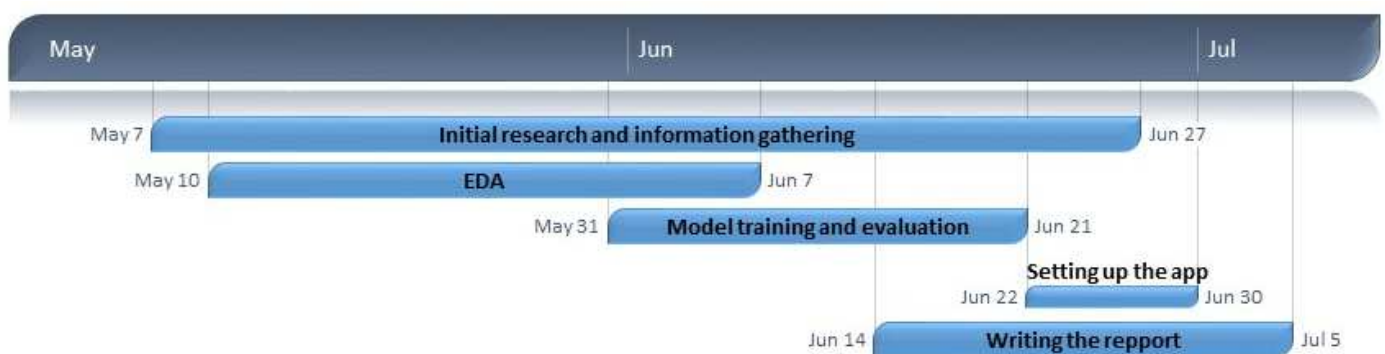 May Jun Jul
May 7 Initial research and information gathering Jun 27
May 10 EDA Jun 7
May 31 Model training and evaluation Jun 21
Setting up the app
Jun 22 Jun 30
Jun 14 Writing the repport Jul 5